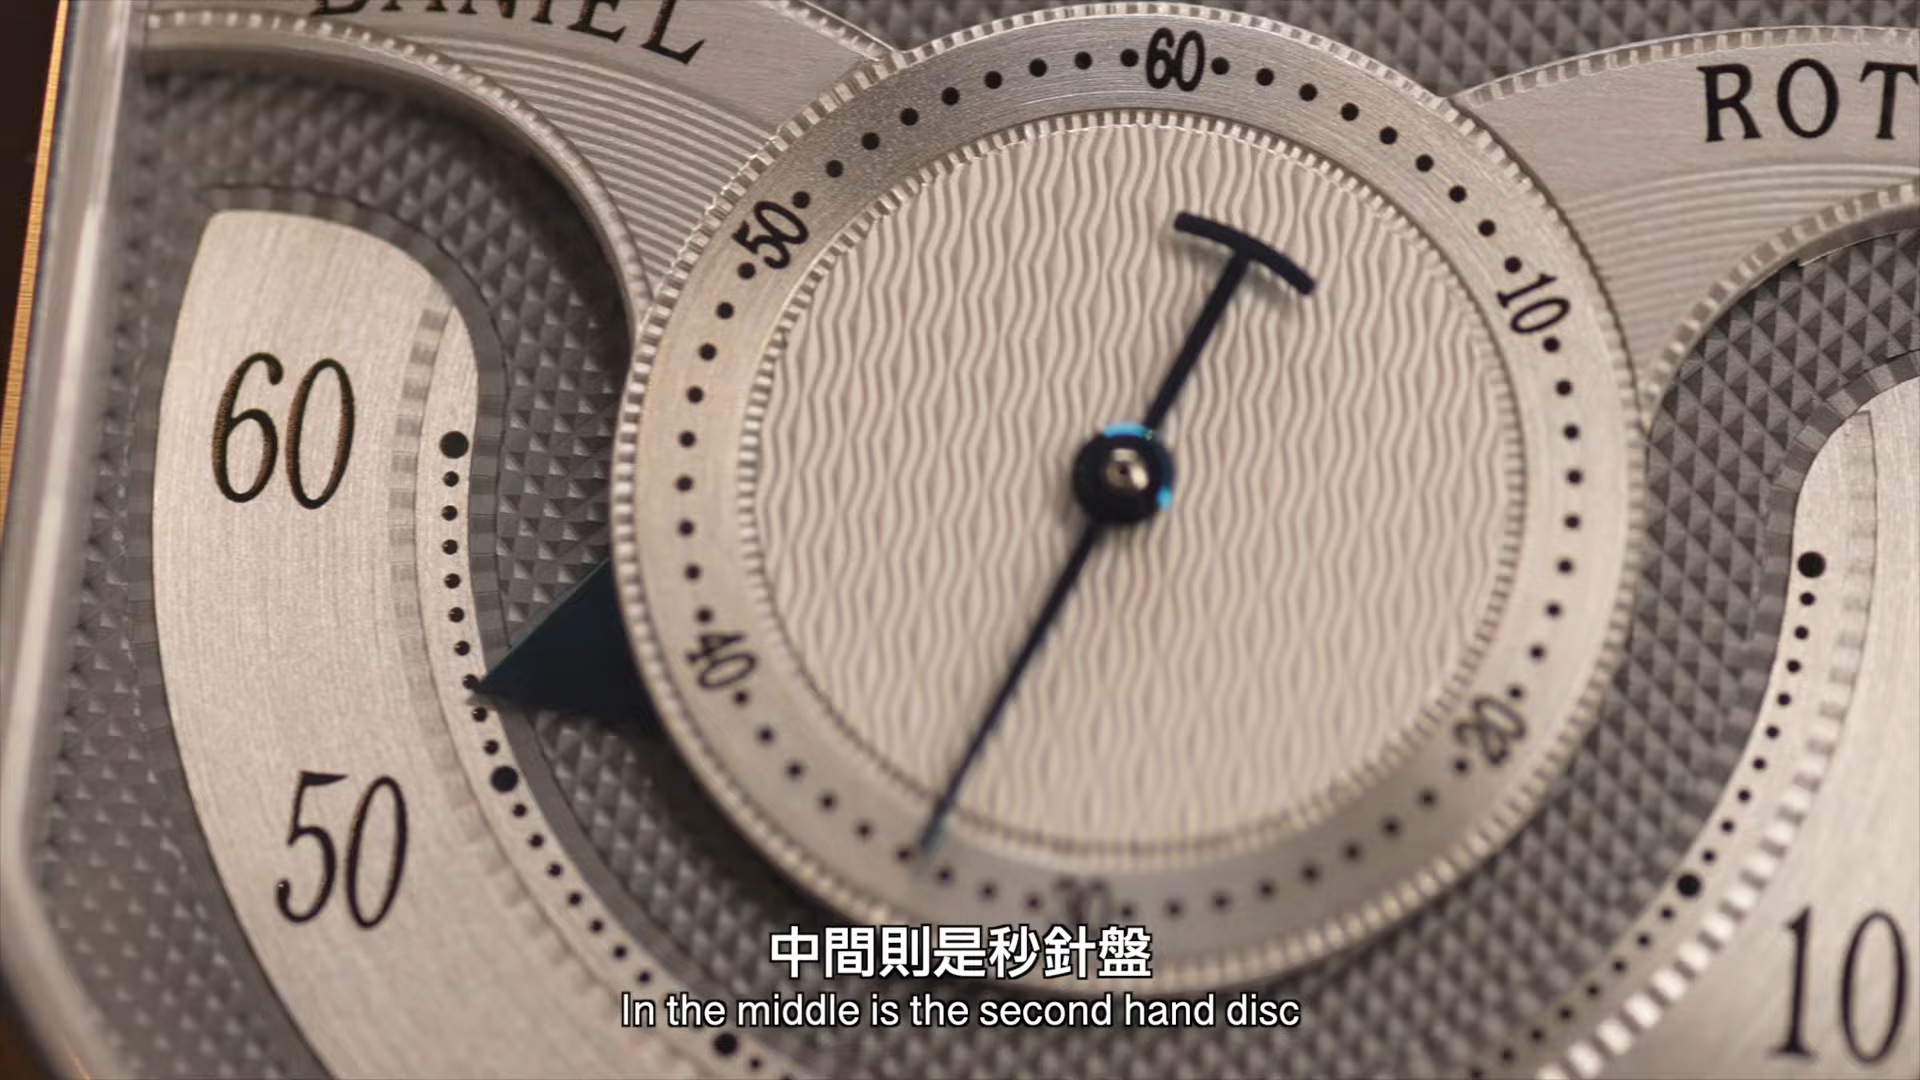 DANIEL
ROT
60
50
10
60
10
20
30
40
50
中間則是秒針盤
In the middle is the second hand disc